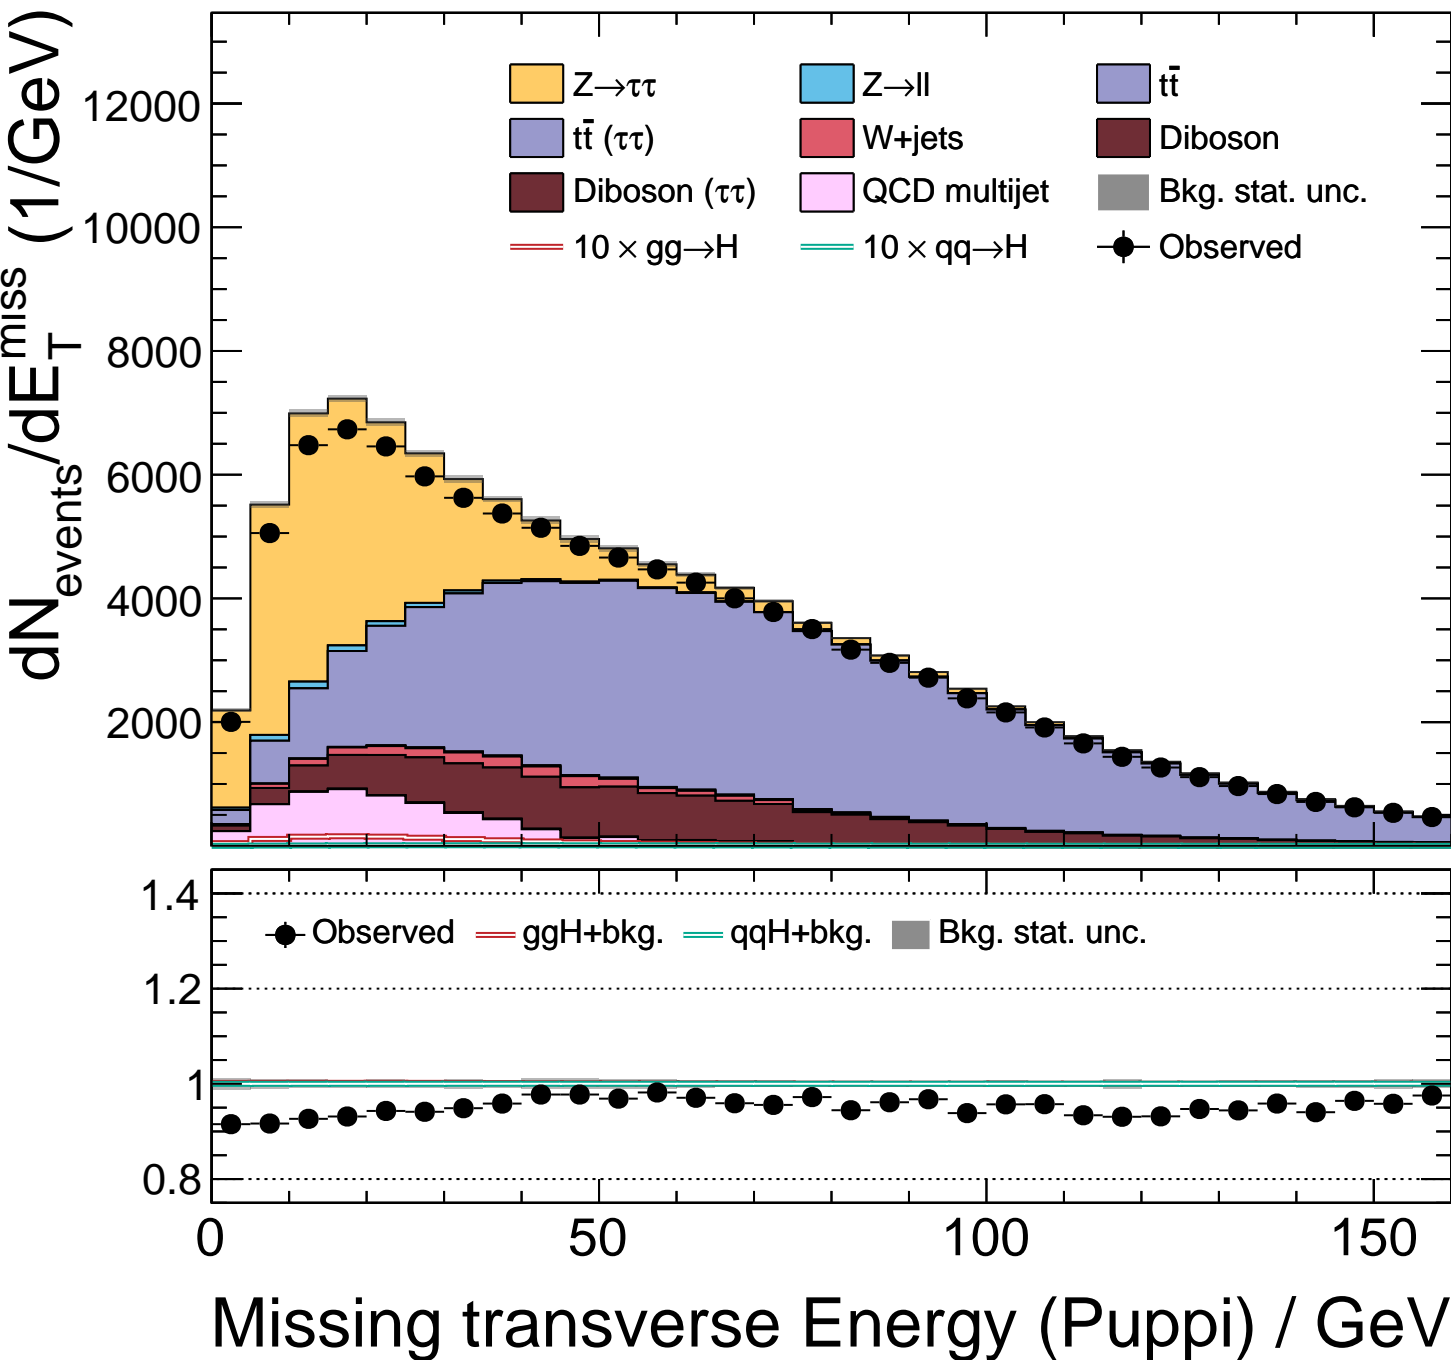 dN_events/dE_T^miss (1/GeV)
12000
10000
8000
6000
4000
2000
Z→ττ Z→ll tt̄
tt̄ (ττ) W+jets Diboson
Diboson (ττ) QCD multijet Bkg. stat. unc.
10 × gg→H 10 × qq→H Observed
1.4
1.2
1
0.8
Observed ggH+bkg. qqH+bkg. Bkg. stat. unc.
0 50 100 150
Missing transverse Energy (Puppi) / GeV